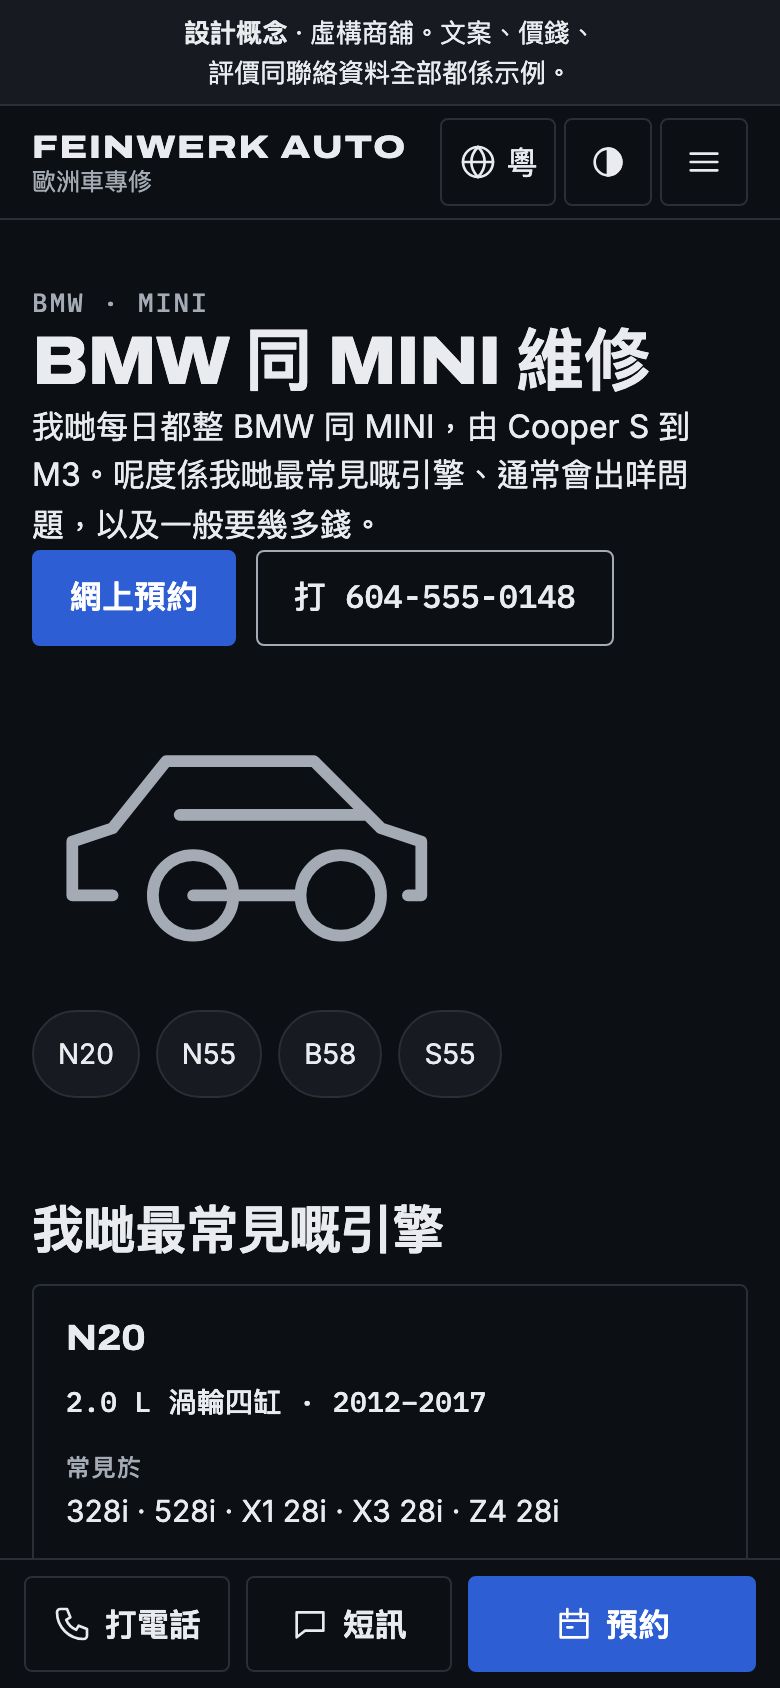 設計概念 · 虛構商舖。文案、價錢、
評價同聯絡資料全部都係示例。
FEINWERK AUTO
歐洲車專修
粵
BMW · MINI
BMW 同 MINI 維修
我哋每日都整 BMW 同 MINI，由 Cooper S 到
M3。呢度係我哋最常見嘅引擎、通常會出咩問
題，以及一般要幾多錢。
網上預約
打 604-555-0148
N20
N55
B58
S55
我哋最常見嘅引擎
N20
2.0 L 渦輪四缸 · 2012–2017
常見於
328i · 528i · X1 28i · X3 28i · Z4 28i
打電話
短訊
預約